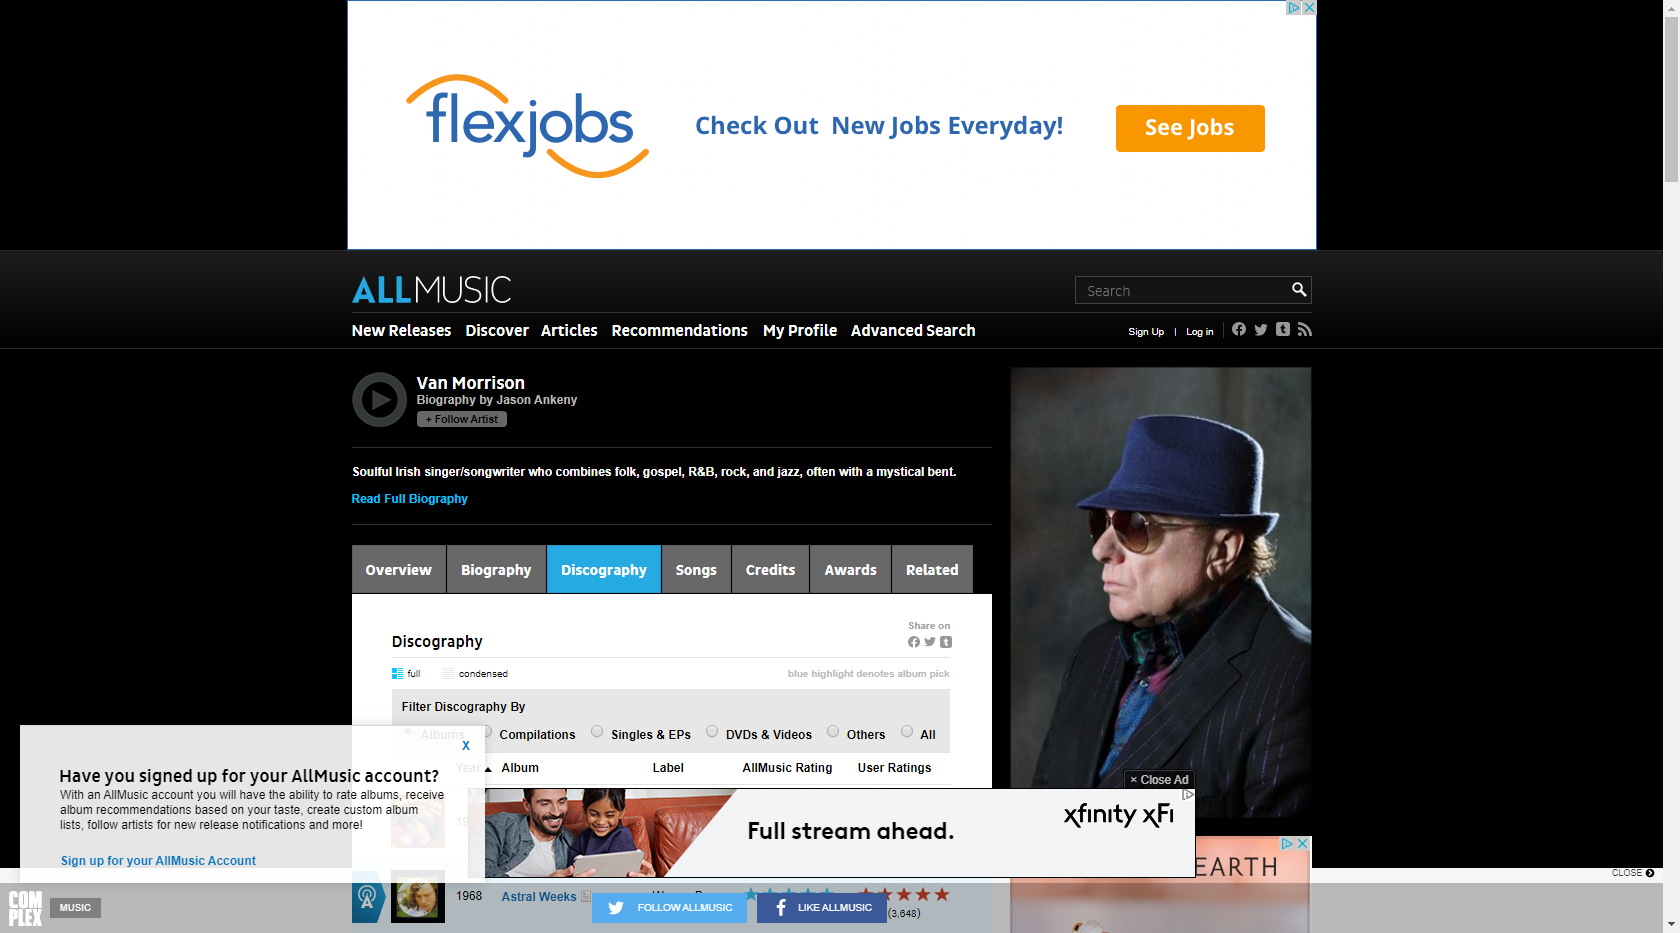 flexjobs
Check Out New Jobs Everyday!
See Jobs
ALLMUSIC
Search
New Releases Discover Articles Recommendations My Profile Advanced Search
Sign Up | Log in
Van Morrison
Biography by Jason Ankeny
+ Follow Artist
Soulful Irish singer/songwriter who combines folk, gospel, R&B, rock, and jazz, often with a mystical bent.
Read Full Biography
Overview Biography Discography Songs Credits Awards Related
Share on
Discography
full condensed
blue highlight denotes album pick
Filter Discography By
Albums Compilations Singles & EPs DVDs & Videos Others All
Year Album Label AllMusic Rating User Ratings
X
Have you signed up for your AllMusic account?
With an AllMusic account you will have the ability to rate albums, receive
album recommendations based on your taste, create custom album
lists, follow artists for new release notifications and more!
Sign up for your AllMusic Account
× Close Ad
Full stream ahead.
xfinity xFi
EARTH
CLOSE
1968 Astral Weeks
(3,648)
COMPLEX
MUSIC
FOLLOW ALLMUSIC
LIKE ALLMUSIC